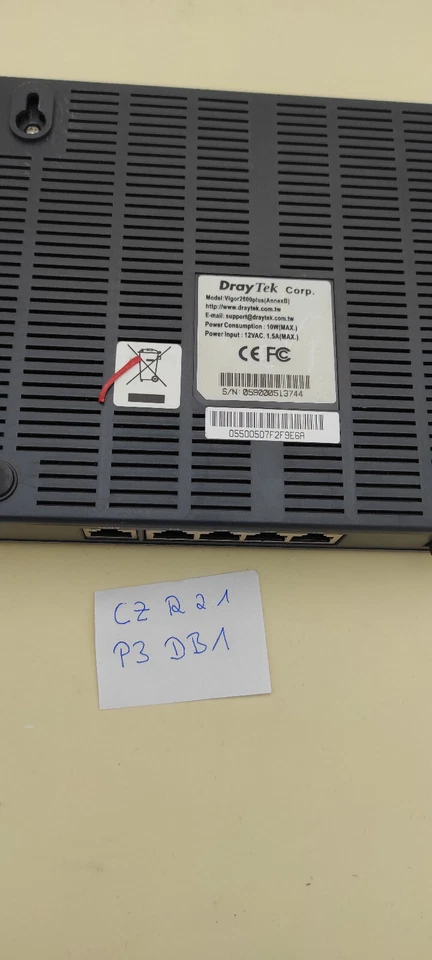 DrayTek Corp.
Model: Vigor2600plus(AnnexB)
http://www.draytek.com.tw
E-mail: support@draytek.com.tw
Power Consumption : 10W(MAX.)
Power Input : 12VAC, 1.5A(MAX.)
CE FC
S/N: 059000513744
05500507F2F9E6A
CZ R21
P3 DB1